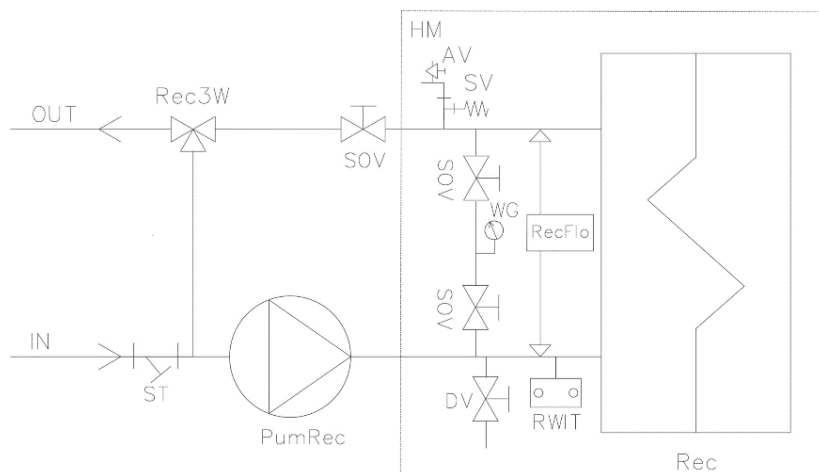 HM
AV
SV
Rec3W
OUT
SOV
SOV
WG
RecFlo
SOV
IN
ST
PumRec
DV
RWIT
Rec